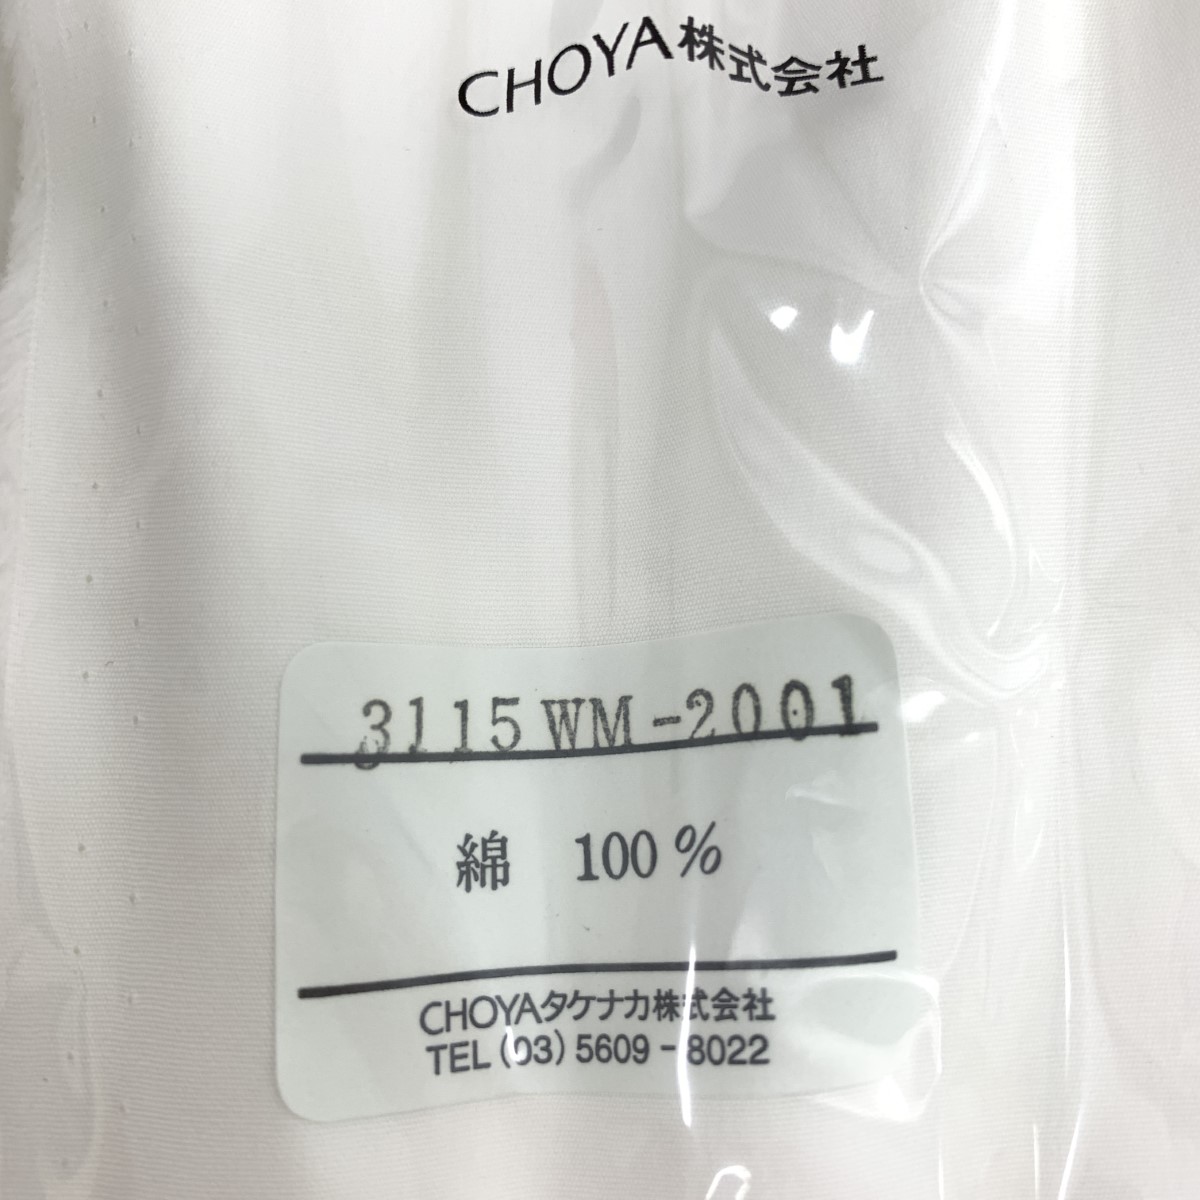 CHOYA株式会社
3115 WM-2001
綿 100%
CHOYAタケナカ株式会社
TEL (03) 5609-8022